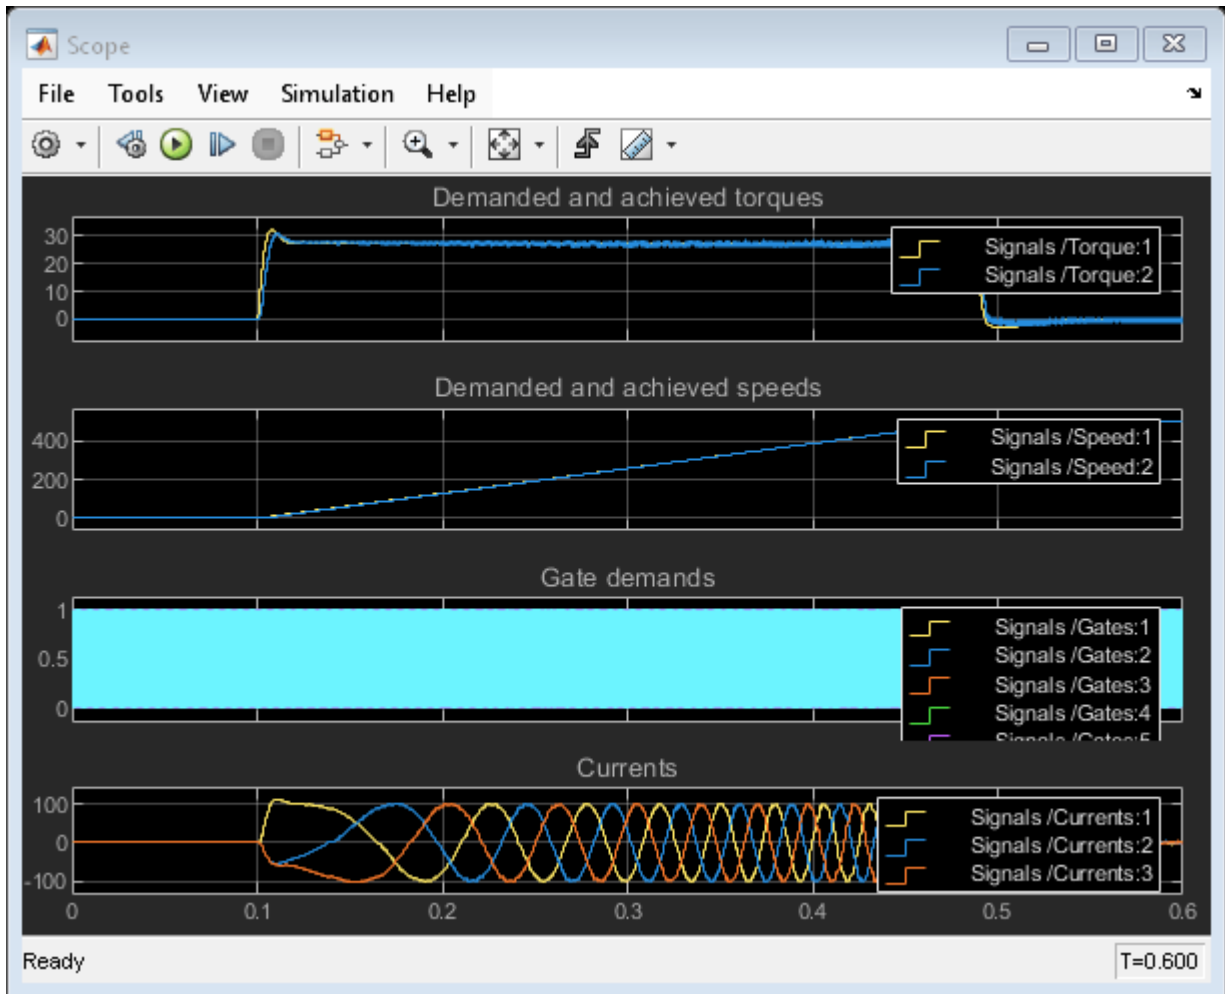 Scope
File Tools View Simulation Help
Demanded and achieved torques
30
20
10
0
Signals /Torque:1
Signals /Torque:2
Demanded and achieved speeds
400
200
0
Signals /Speed:1
Signals /Speed:2
Gate demands
1
0.5
0
Signals /Gates:1
Signals /Gates:2
Signals /Gates:3
Signals /Gates:4
Signals /Gates:5
Currents
100
0
-100
Signals /Currents:1
Signals /Currents:2
Signals /Currents:3
0 0.1 0.2 0.3 0.4 0.5 0.6
Ready T=0.600